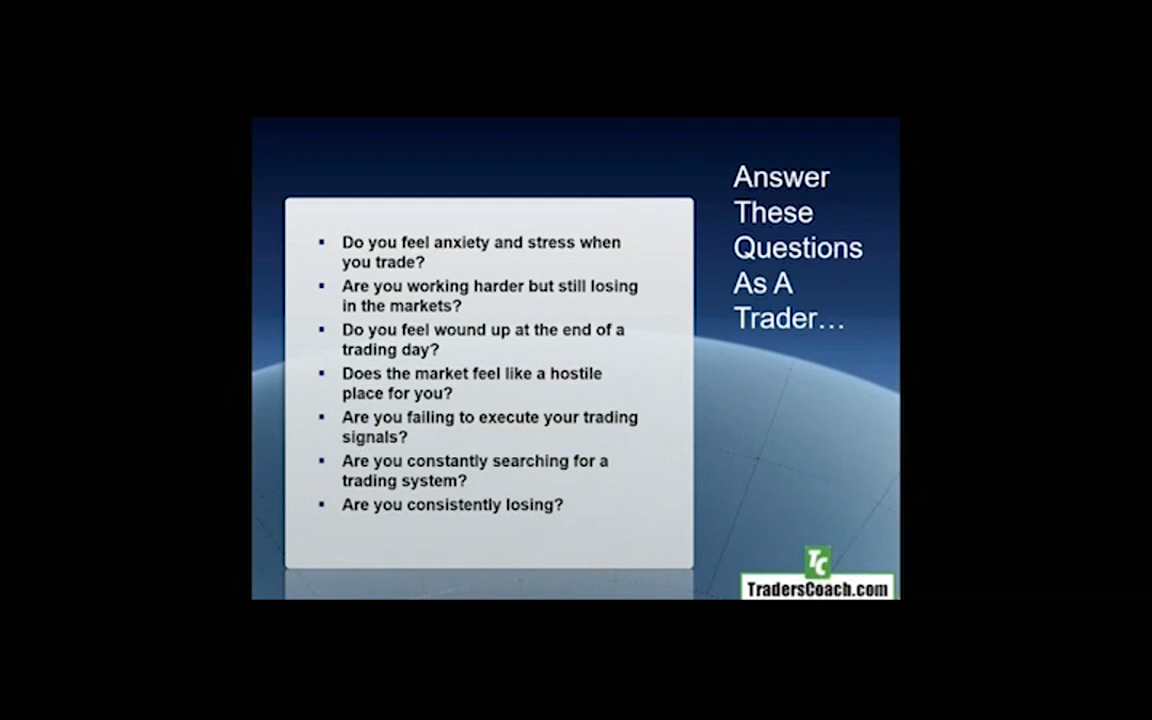 Answer
These
Questions
As A
Trader...
▪ Do you feel anxiety and stress when
you trade?
▪ Are you working harder but still losing
in the markets?
▪ Do you feel wound up at the end of a
trading day?
▪ Does the market feel like a hostile
place for you?
▪ Are you failing to execute your trading
signals?
▪ Are you constantly searching for a
trading system?
▪ Are you consistently losing?
TC
TradersCoach.com